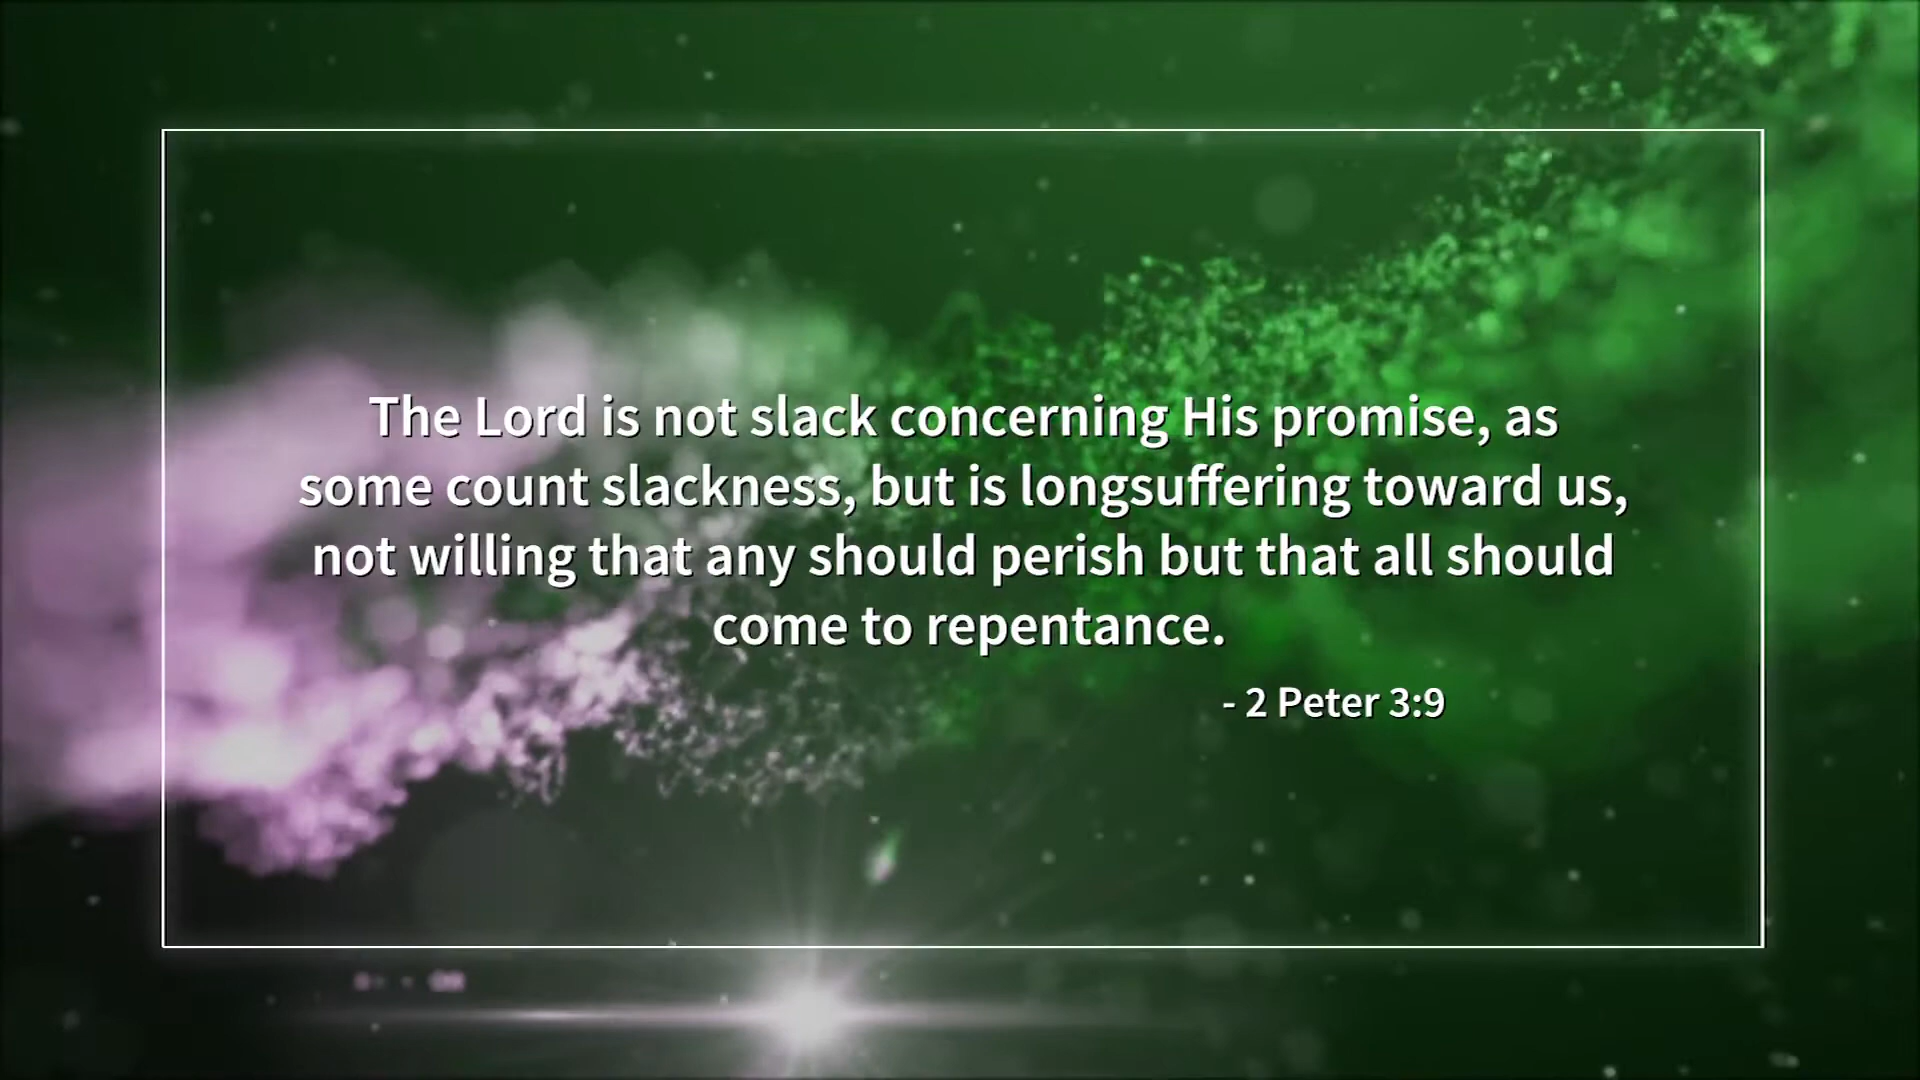 The Lord is not slack concerning His promise, as
some count slackness, but is longsuffering toward us,
not willing that any should perish but that all should
come to repentance.
- 2 Peter 3:9